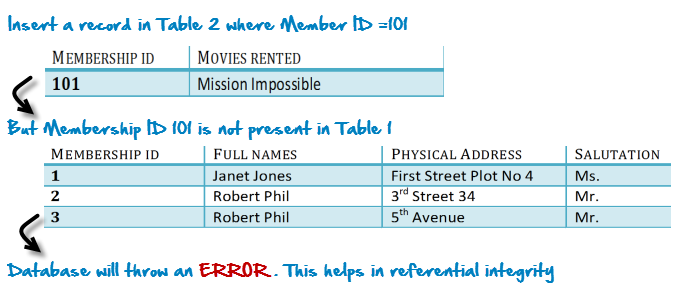 Insert a record in Table 2 where Member ID =101
MEMBERSHIP ID MOVIES RENTED
101 Mission Impossible
But Membership ID 101 is not present in Table 1
MEMBERSHIP ID FULL NAMES PHYSICAL ADDRESS SALUTATION
1 Janet Jones First Street Plot No 4 Ms.
2 Robert Phil 3rd Street 34 Mr.
3 Robert Phil 5th Avenue Mr.
Database will throw an ERROR. This helps in referential integrity